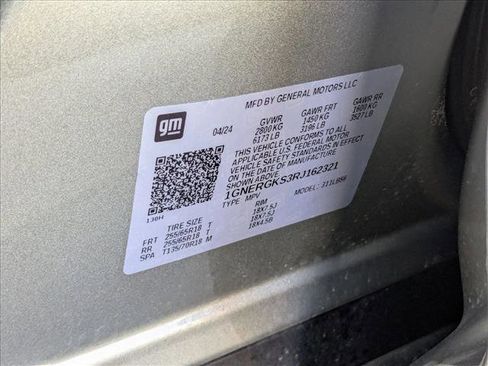 MFD BY GENERAL MOTORS LLC
gm
04/24
GVWR GAWR FRT GAWR RR
2800 KG 1450 KG 1600 KG
6173 LB 3196 LB 3527 LB
THIS VEHICLE CONFORMS TO ALL
APPLICABLE U.S. FEDERAL MOTOR
VEHICLE SAFETY STANDARDS IN EFFECT
ON THE DATE OF MANUFACTURE
SHOWN ABOVE.
1GNERGKS3RJ162321
TYPE: MPV MODEL:
130H
TIRE SIZE RIM
FRT 255/65R18 T 18X7.5J
RR 255/65R18 T 18X7.5J
SPA T135/70R18 M 18X4.5B